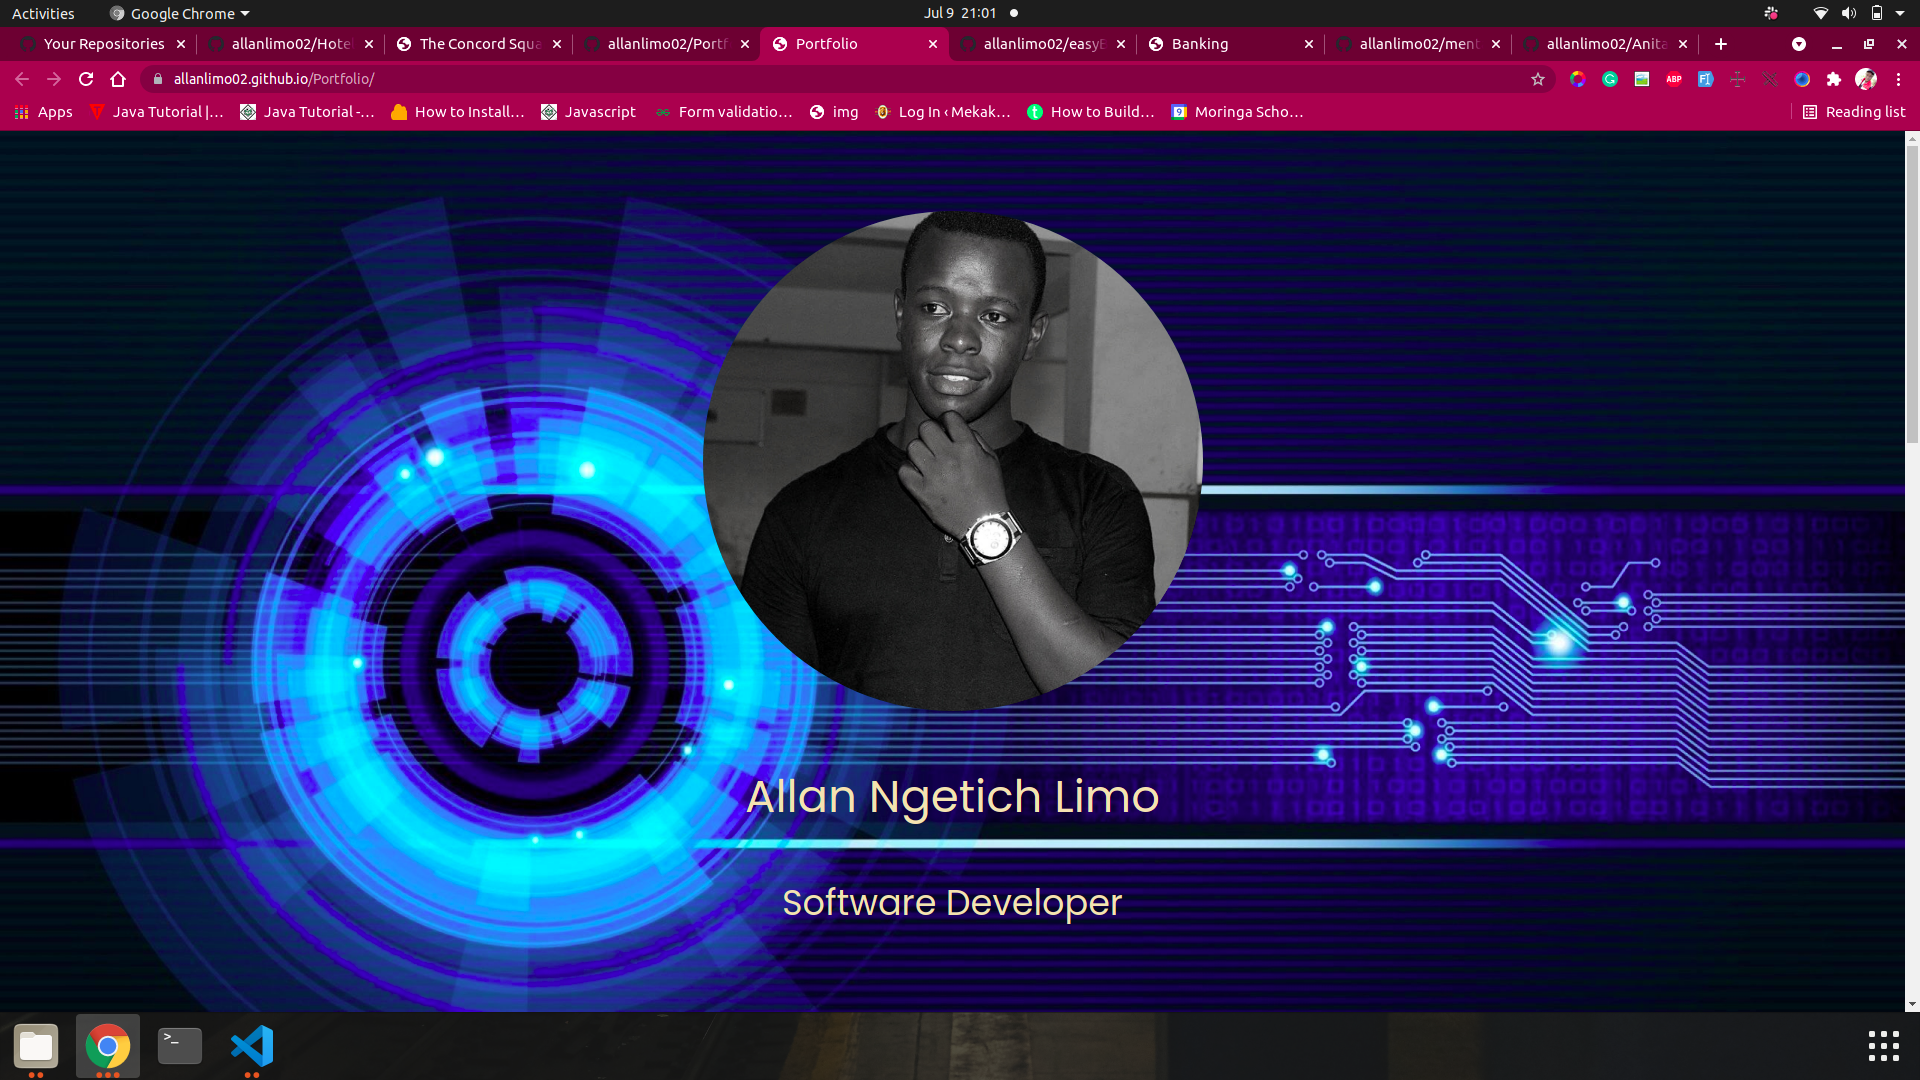 Activities Google Chrome Jul 9 21:01
Your Repositories allanlimo02/Hote The Concord Squa allanlimo02/Portf Portfolio allanlimo02/easyE Banking allanlimo02/ment allanlimo02/Anita
allanlimo02.github.io/Portfolio/ ABP
Apps Java Tutorial |... Java Tutorial -... How to Install... Javascript Form validatio... img Log In ‹ Mekak... How to Build... Moringa Scho... Reading list
Allan Ngetich Limo
Software Developer